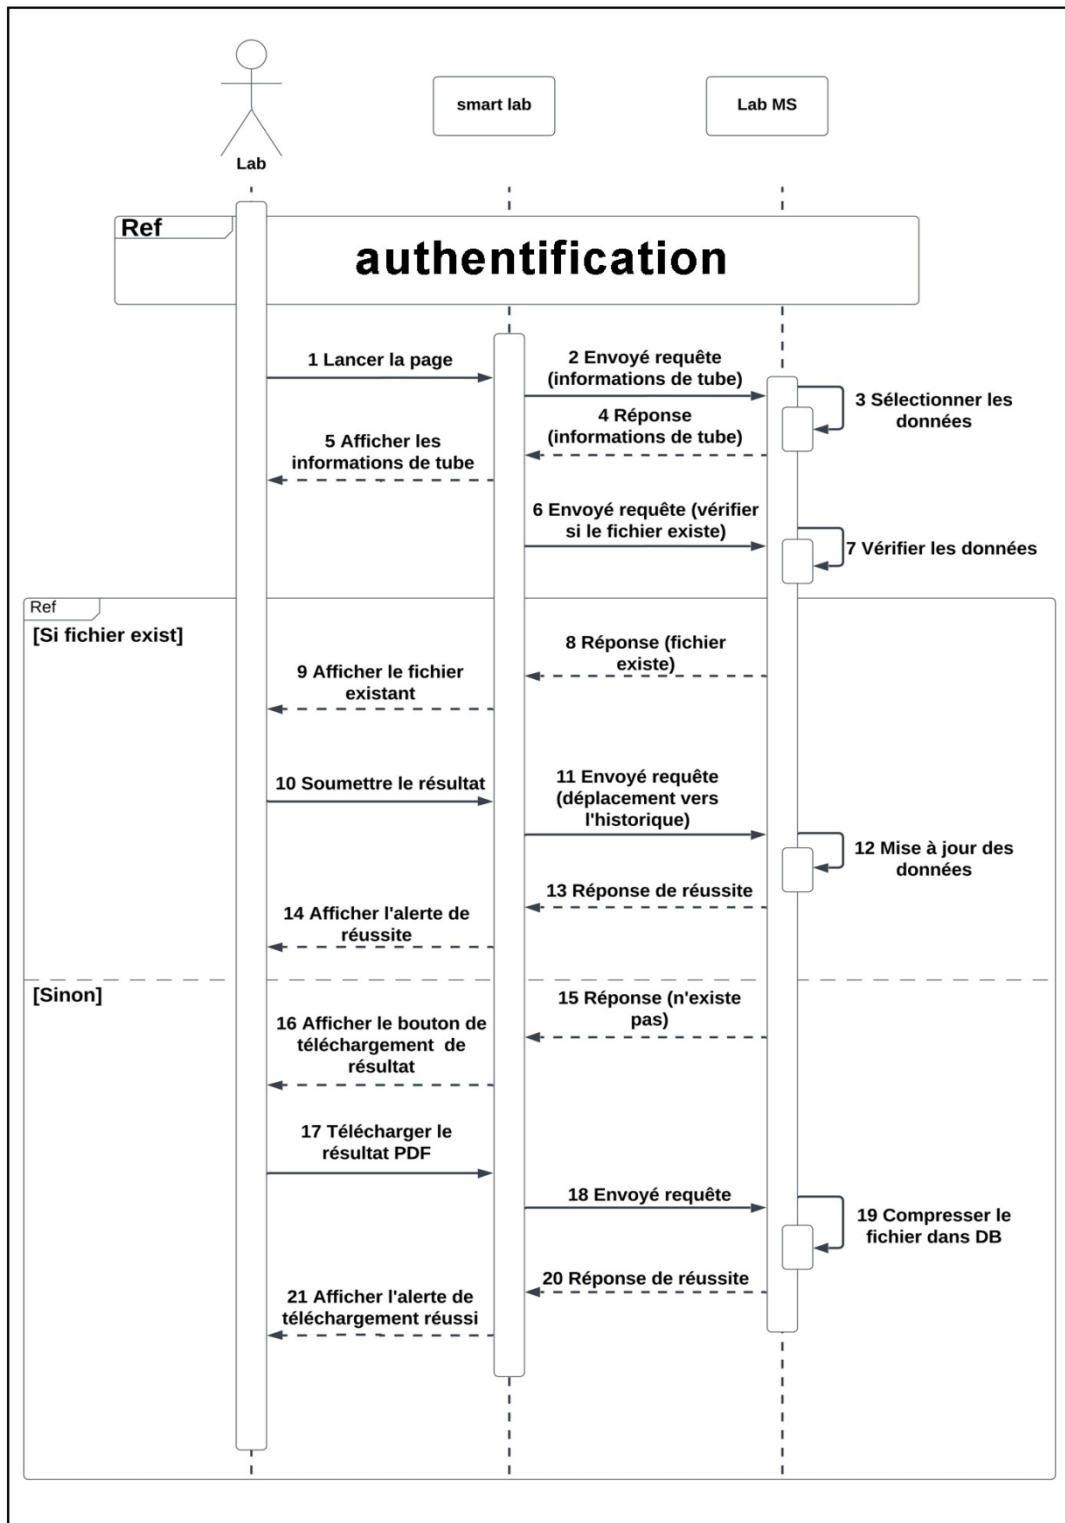 Lab
smart lab
Lab MS
Ref
authentification
1 Lancer la page
2 Envoyé requête
(informations de tube)
3 Sélectionner les
données
4 Réponse
(informations de tube)
5 Afficher les
informations de tube
6 Envoyé requête (vérifier
si le fichier existe)
7 Vérifier les données
Ref
[Si fichier exist]
8 Réponse (fichier
existe)
9 Afficher le fichier
existant
10 Soumettre le résultat
11 Envoyé requête
(déplacement vers
l'historique)
12 Mise à jour des
données
13 Réponse de réussite
14 Afficher l'alerte de
réussite
[Sinon]
15 Réponse (n'existe
pas)
16 Afficher le bouton de
téléchargement de
résultat
17 Télécharger le
résultat PDF
18 Envoyé requête
19 Compresser le
fichier dans DB
20 Réponse de réussite
21 Afficher l'alerte de
téléchargement réussi